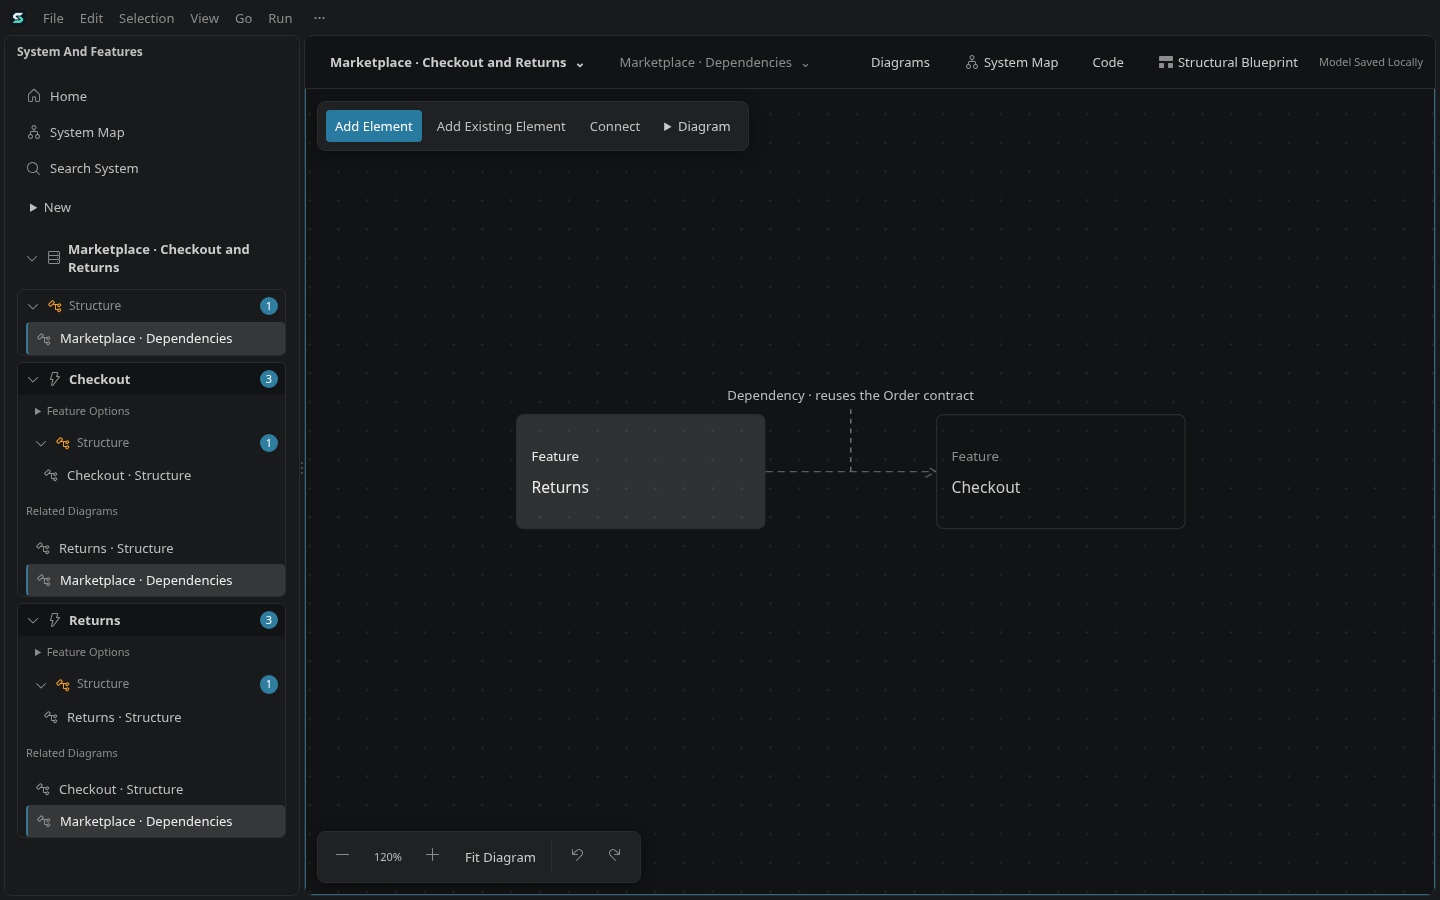 File Edit Selection View Go Run ···
System And Features
Home
System Map
Search System
New
Marketplace · Checkout and
Returns
Structure 1
Marketplace · Dependencies
Checkout 3
Feature Options
Structure 1
Checkout · Structure
Related Diagrams
Returns · Structure
Marketplace · Dependencies
Returns 3
Feature Options
Structure 1
Returns · Structure
Related Diagrams
Checkout · Structure
Marketplace · Dependencies
Marketplace · Checkout and Returns Marketplace · Dependencies Diagrams System Map Code Structural Blueprint Model Saved Locally
Add Element Add Existing Element Connect Diagram
Dependency · reuses the Order contract
Feature
Returns
Feature
Checkout
120% Fit Diagram